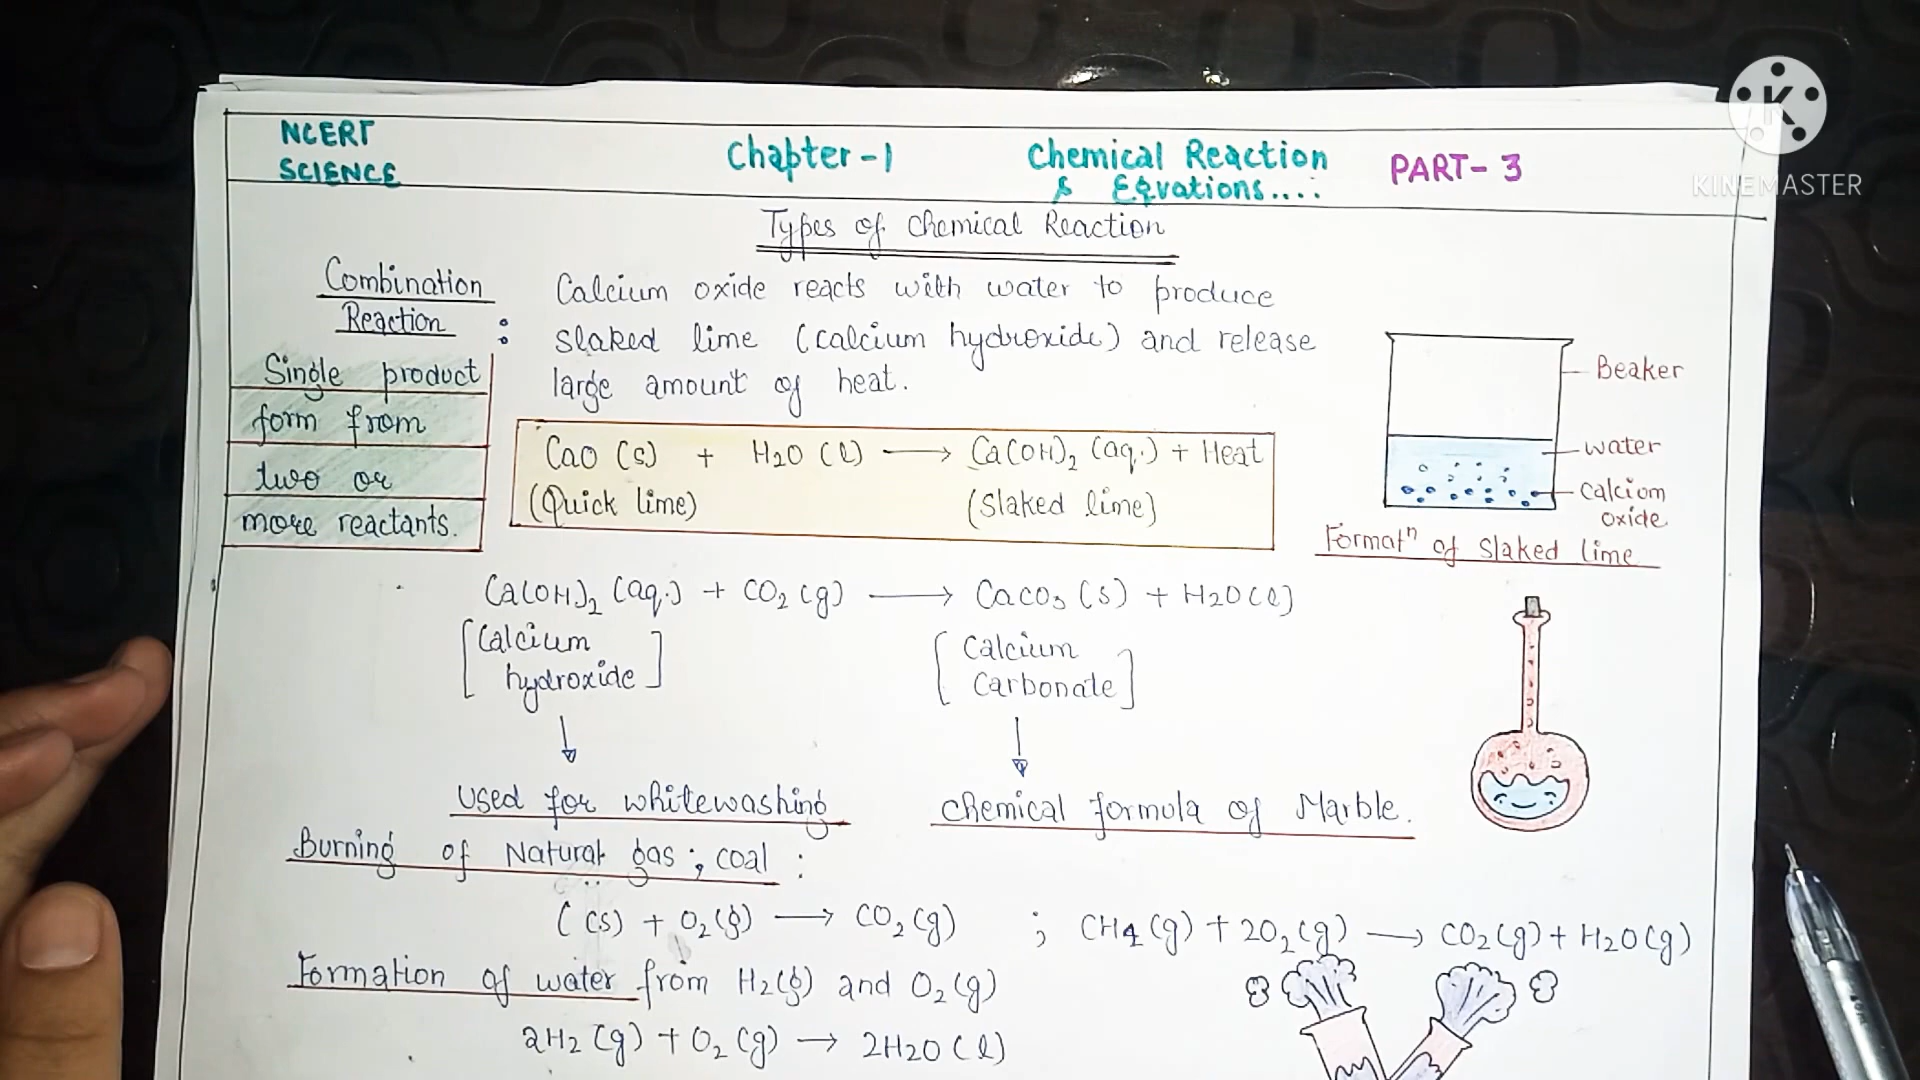 NCERT
SCIENCE
Chapter-1
Chemical Reaction
& Equations....
PART-3
KINEMASTER
Types of Chemical Reaction
Combination
Reaction :
Single product
form from
two or
more reactants.
Calcium oxide reacts with water to produce
slaked lime (calcium hydroxide) and release
large amount of heat.
CaO (s) + H2O (l) ⟶ Ca(OH)2 (aq.) + Heat
(Quick lime) (Slaked lime)
Beaker
water
Calcium
oxide
Formatⁿ of slaked lime
Ca(OH)2 (aq.) + CO2 (g) ⟶ CaCO3 (s) + H2O(l)
[Calcium
hydroxide]
[Calcium
Carbonate]
↓ ↓
Used for whitewashing
Chemical formula of Marble.
Burning of Natural gas ; coal :
C(s) + O2(g) ⟶ CO2(g) ; CH4(g) + 2O2(g) ⟶ CO2(g) + H2O(g)
Formation of water from H2(g) and O2(g)
2H2(g) + O2(g) → 2H2O(l)